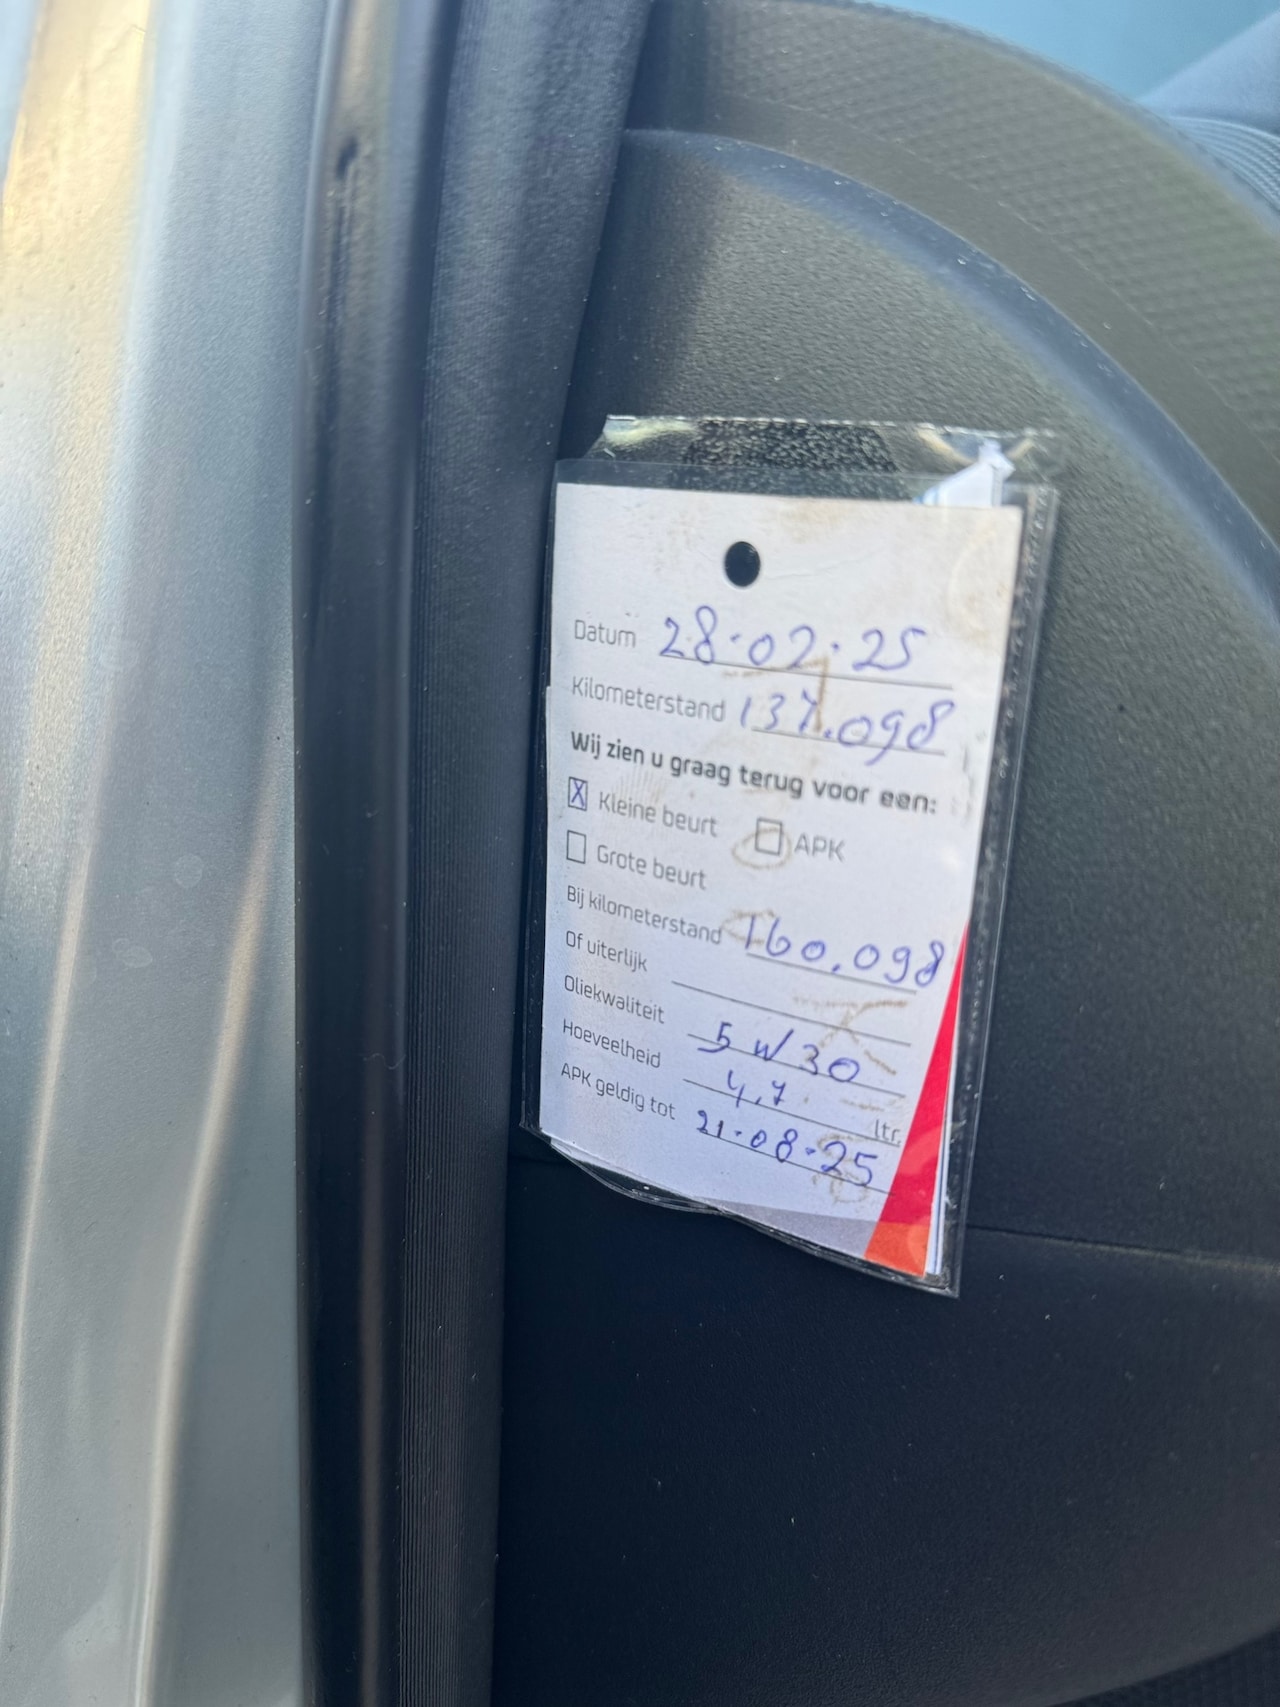 Datum 28-02-25
Kilometerstand 137.098
Wij zien u graag terug voor een:
X Kleine beurt APK
Grote beurt
Bij kilometerstand 160.098
Of uiterlijk
Oliekwaliteit 5W30
Hoeveelheid 4,7 ltr.
APK geldig tot 21-08-25